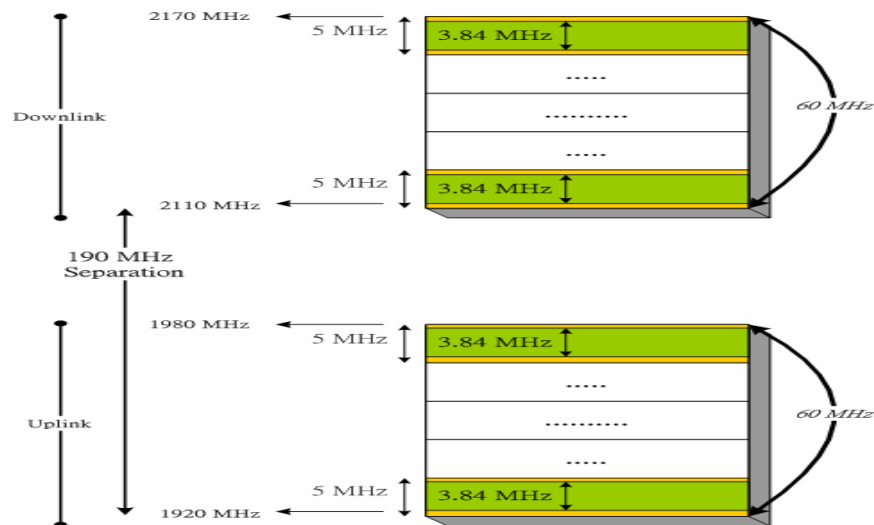 2170 MHz
5 MHz
3.84 MHz
.....
Downlink
..........
60 MHz
.....
5 MHz
3.84 MHz
2110 MHz
190 MHz
Separation
1980 MHz
5 MHz
3.84 MHz
.....
Uplink
..........
60 MHz
.....
5 MHz
3.84 MHz
1920 MHz